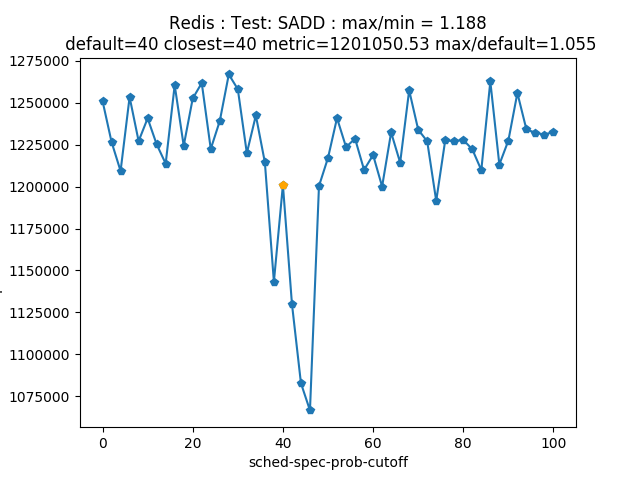 Redis : Test: SADD : max/min = 1.188
default=40 closest=40 metric=1201050.53 max/default=1.055
1275000
1250000
1225000
1200000
1175000
1150000
1125000
1100000
1075000
0 20 40 60 80 100
sched-spec-prob-cutoff